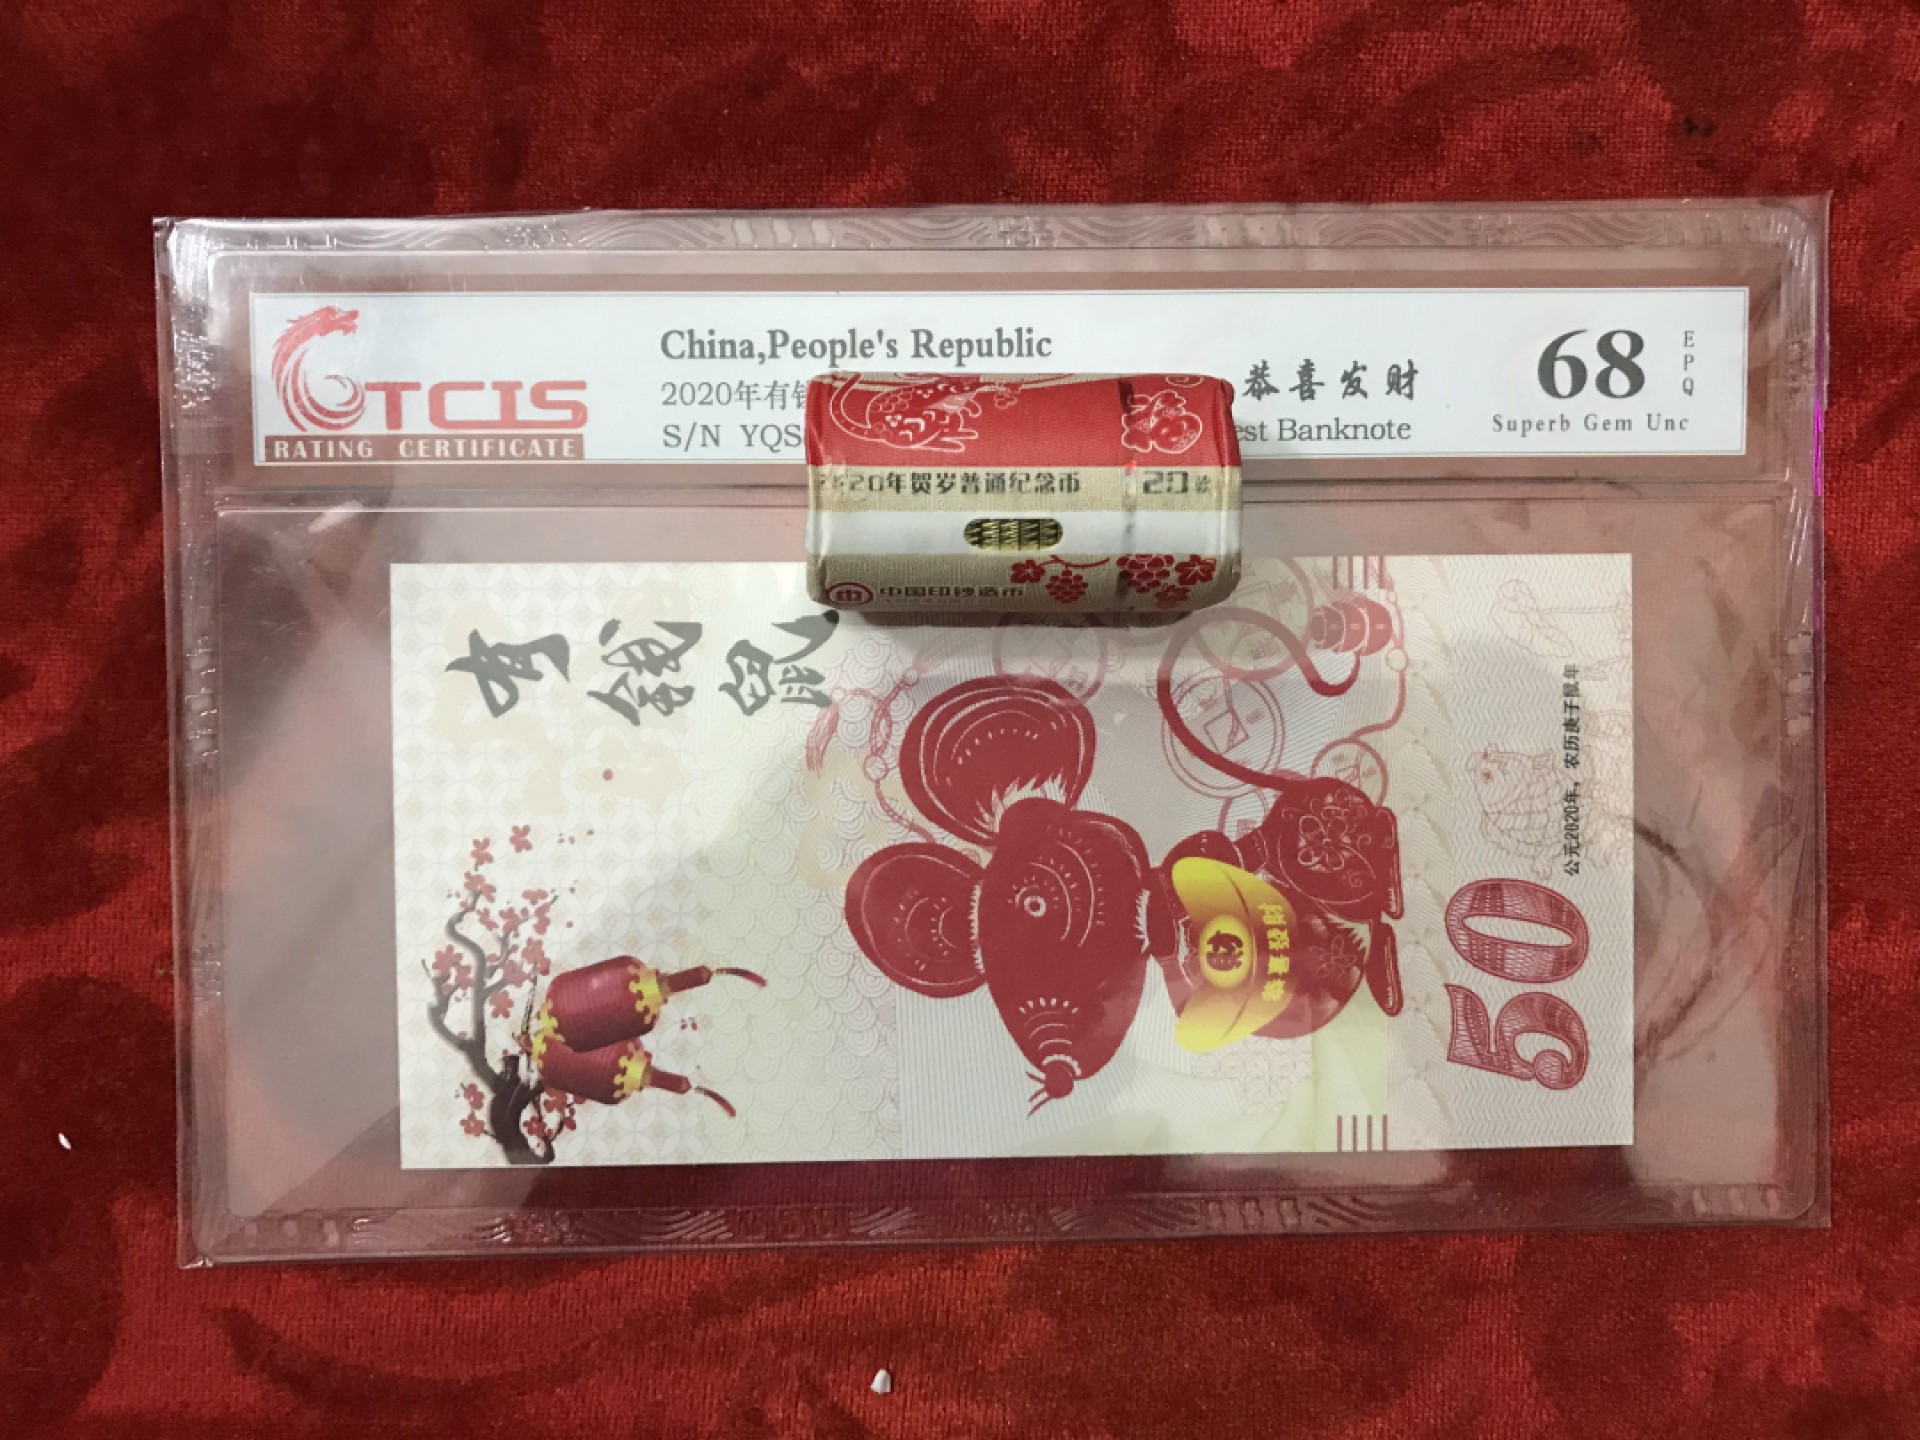 TCIS
RATING CERTIFICATE
China,People's Republic
2020年有钱
S/N YQS
恭喜发财
est Banknote
68
EPQ
Superb Gem Unc
2020年贺岁普通纪念币
20
中国印钞造币
有钱鼠
恭喜發財
公元2020年，农历庚子鼠年
50